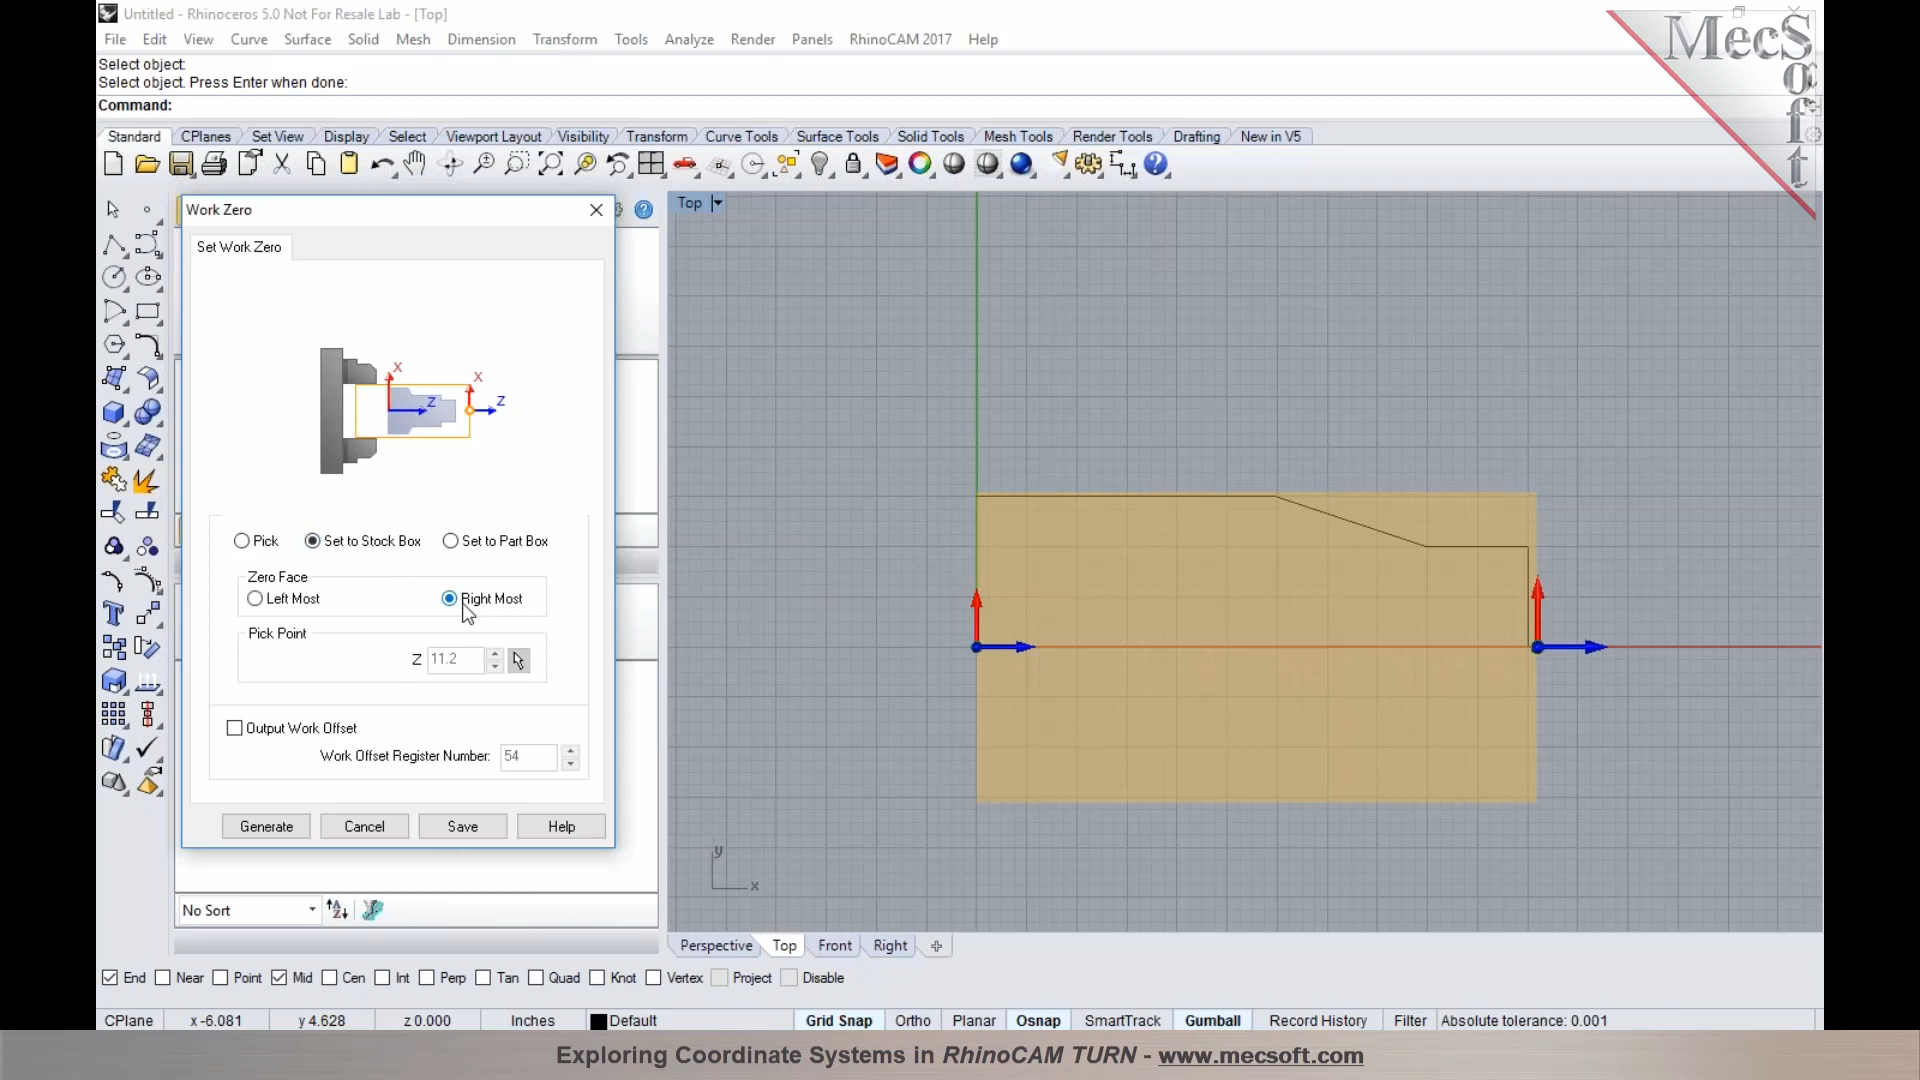 Untitled - Rhinoceros 5.0 Not For Resale Lab - [Top]
MecSoft
File Edit View Curve Surface Solid Mesh Dimension Transform Tools Analyze Render Panels RhinoCAM 2017 Help
Select object:
Select object. Press Enter when done:
Command:
Standard CPlanes Set View Display Select Viewport Layout Visibility Transform Curve Tools Surface Tools Solid Tools Mesh Tools Render Tools Drafting New in V5
Work Zero
Top
Set Work Zero
X
X
Z
Z
Pick Set to Stock Box Set to Part Box
Zero Face
Left Most Right Most
Pick Point
Z 11.2
Output Work Offset
Work Offset Register Number: 54
Generate Cancel Save Help
y
x
No Sort
Perspective Top Front Right
End Near Point Mid Cen Int Perp Tan Quad Knot Vertex Project Disable
CPlane x -6.081 y 4.628 z 0.000 Inches Default Grid Snap Ortho Planar Osnap SmartTrack Gumball Record History Filter Absolute tolerance: 0.001
Exploring Coordinate Systems in RhinoCAM TURN - www.mecsoft.com